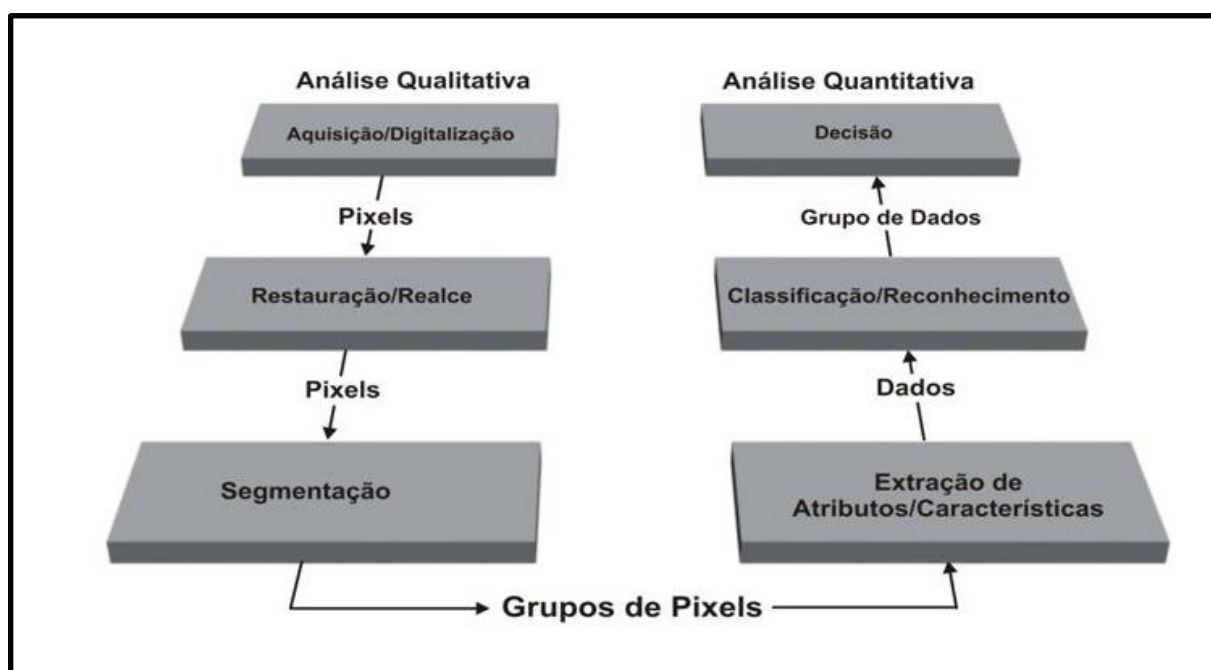 Análise Qualitativa
Aquisição/Digitalização
Pixels
Restauração/Realce
Pixels
Segmentação
Grupos de Pixels
Análise Quantitativa
Decisão
Grupo de Dados
Classificação/Reconhecimento
Dados
Extração de
Atributos/Características